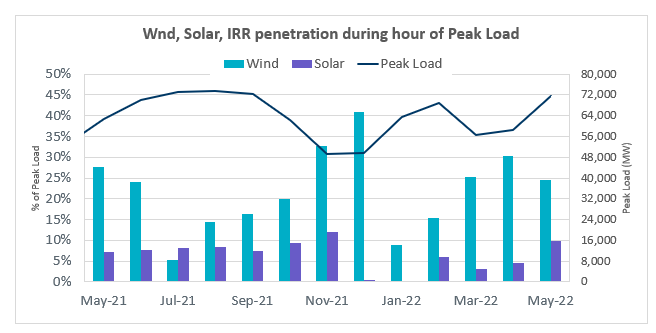 Wnd, Solar, IRR penetration during hour of Peak Load
Wind Solar Peak Load
50% 80,000
45% 72,000
40% 64,000
35% 56,000
30% 48,000
25% 40,000
20% 32,000
15% 24,000
10% 16,000
5% 8,000
0% 0
% of Peak Load
Peak Load (MW)
May-21 Jul-21 Sep-21 Nov-21 Jan-22 Mar-22 May-22